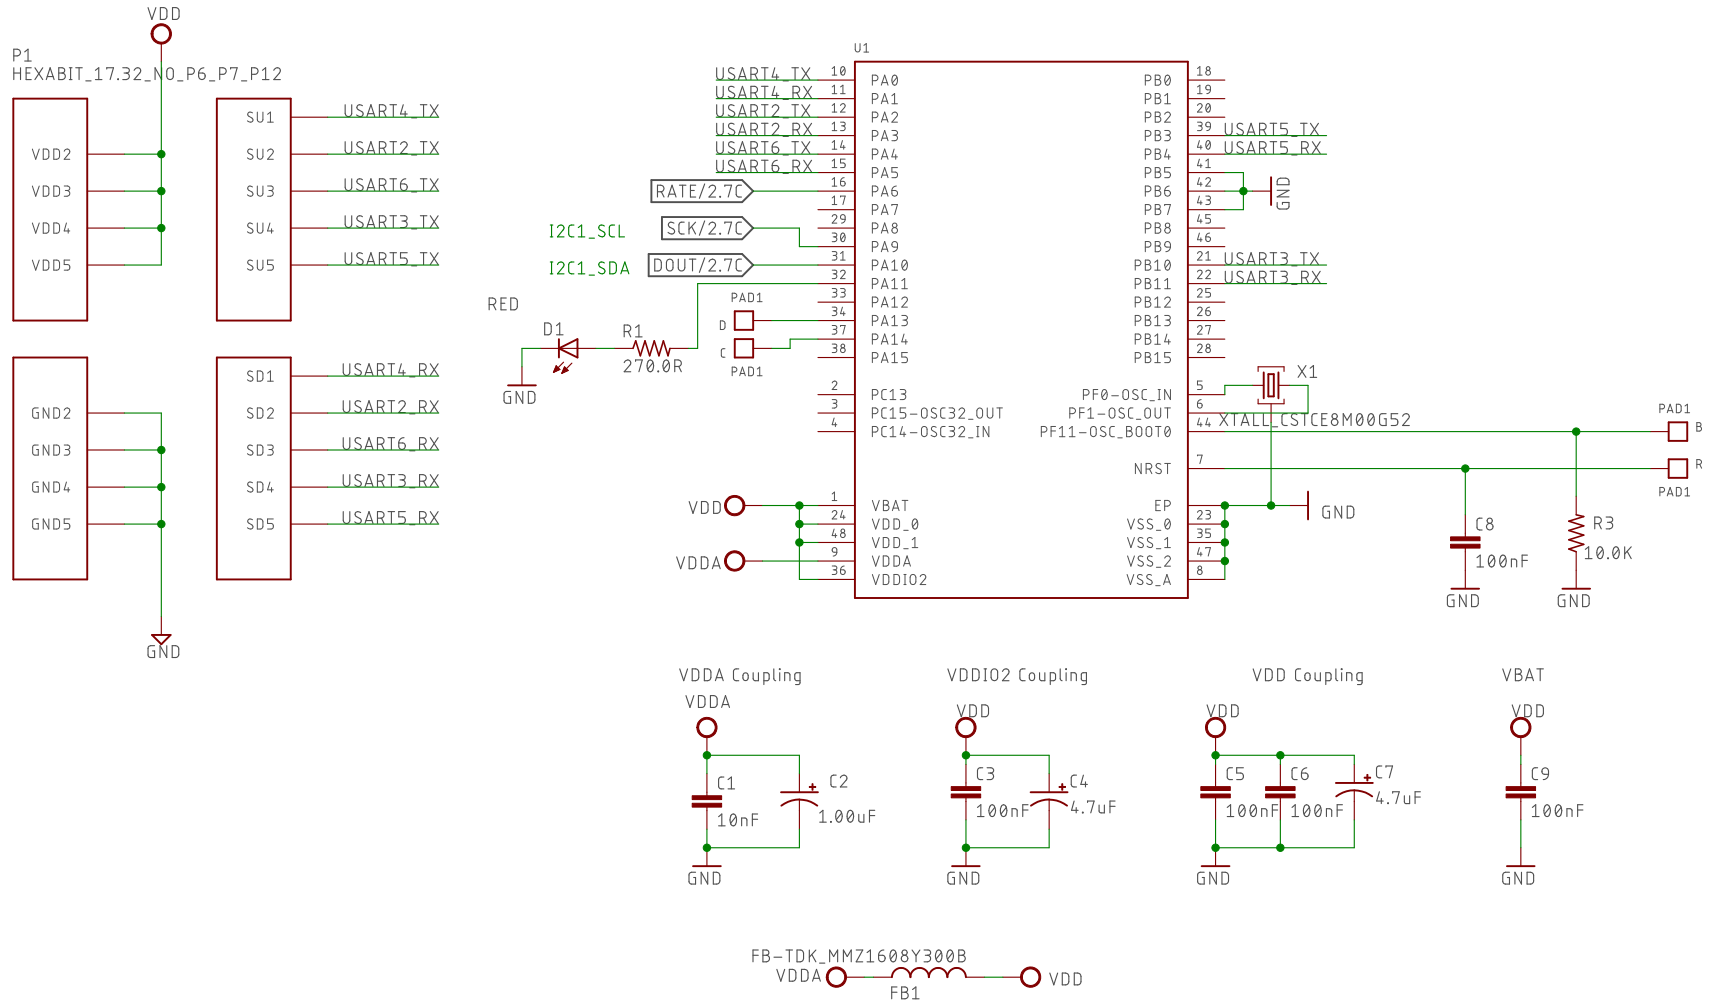 VDD
P1
HEXABIT_17.32_NO_P6_P7_P12
VDD2
VDD3
VDD4
VDD5
SU1 USART4_TX
SU2 USART2_TX
SU3 USART6_TX
SU4 USART3_TX
SU5 USART5_TX
GND2
GND3
GND4
GND5
SD1 USART4_RX
SD2 USART2_RX
SD3 USART6_RX
SD4 USART3_RX
SD5 USART5_RX
GND
U1
USART4_TX 10 PA0
USART4_RX 11 PA1
USART2_TX 12 PA2
USART2_RX 13 PA3
USART6_TX 14 PA4
USART6_RX 15 PA5
RATE/2.7C 16 PA6
17 PA7
29 PA8
I2C1_SCL SCK/2.7C 30 PA9
I2C1_SDA DOUT/2.7C 31 PA10
32 PA11
33 PA12
34 PA13
37 PA14
38 PA15
2 PC13
3 PC15-OSC32_OUT
4 PC14-OSC32_IN
VDD 1 VBAT
24 VDD_0
48 VDD_1
VDDA 9 VDDA
36 VDDIO2
RED
D1
R1
270.0R
GND
PAD1
D
C
PAD1
PB0 18
PB1 19
PB2 20
PB3 39 USART5_TX
PB4 40 USART5_RX
PB5 41
PB6 42 GND
PB7 43
PB8 45
PB9 46
PB10 21 USART3_TX
PB11 22 USART3_RX
PB12 25
PB13 26
PB14 27
PB15 28
PF0-OSC_IN 5
PF1-OSC_OUT 6
PF11-OSC_BOOT0 44
NRST 7
EP
VSS_0 23
VSS_1 35
VSS_2 47
VSS_A 8
X1
XTALL_CSTCE8M00G52
GND
PAD1
B
R
PAD1
C8
100nF
GND
R3
10.0K
GND
VDDA Coupling
VDDA
C1
10nF
C2
1.00uF
GND
VDDIO2 Coupling
VDD
C3
100nF
C4
4.7uF
GND
VDD Coupling
VDD
C5
100nF
C6
100nF
C7
4.7uF
GND
VBAT
VDD
C9
100nF
GND
FB-TDK_MMZ1608Y300B
VDDA VDD
FB1